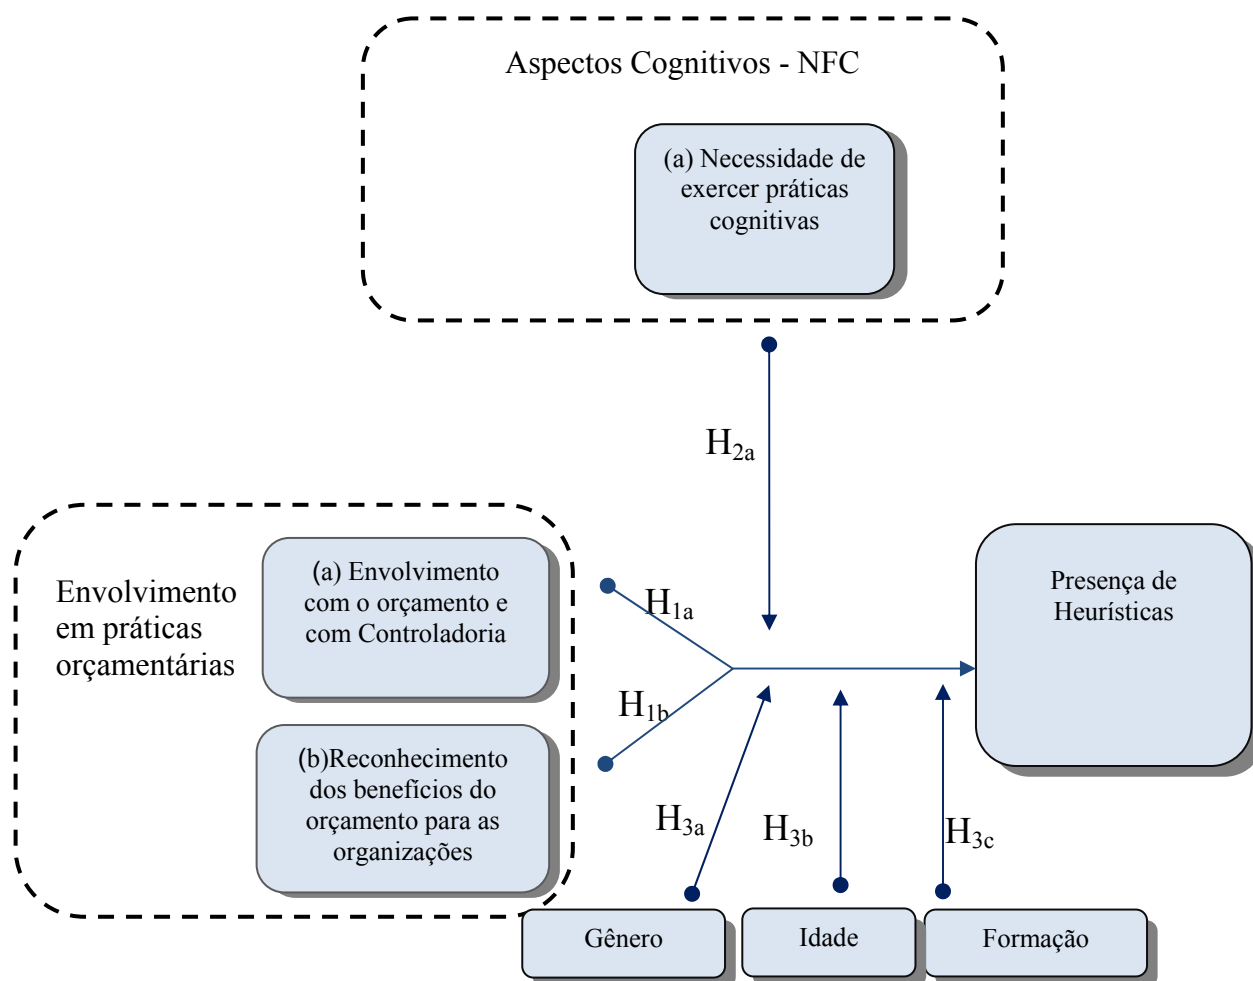 Aspectos Cognitivos - NFC
(a) Necessidade de
exercer práticas
cognitivas
H2a
Envolvimento
em práticas
orçamentárias
(a) Envolvimento
com o orçamento e
com Controladoria
(b)Reconhecimento
dos benefícios do
orçamento para as
organizações
H1a
H1b
Presença de
Heurísticas
H3a
H3b
H3c
Gênero
Idade
Formação